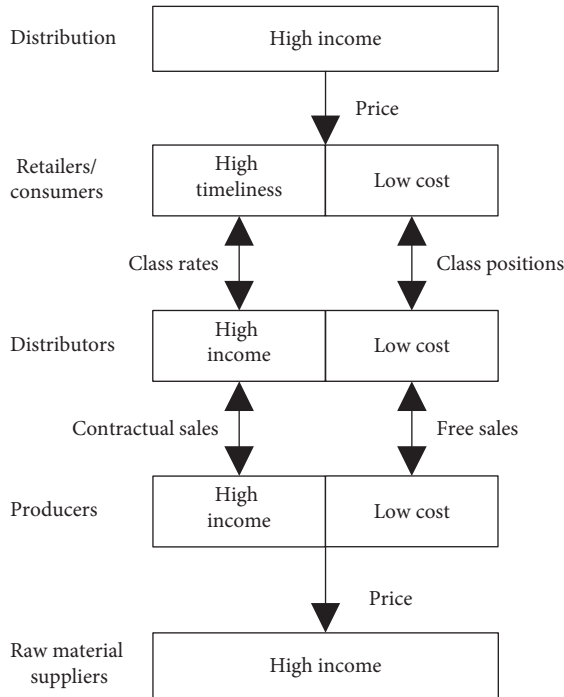 Distribution
High income
Price
Retailers/
consumers
High
timeliness
Low cost
Class rates
Class positions
Distributors
High
income
Low cost
Contractual sales
Free sales
Producers
High
income
Low cost
Price
Raw material
suppliers
High income